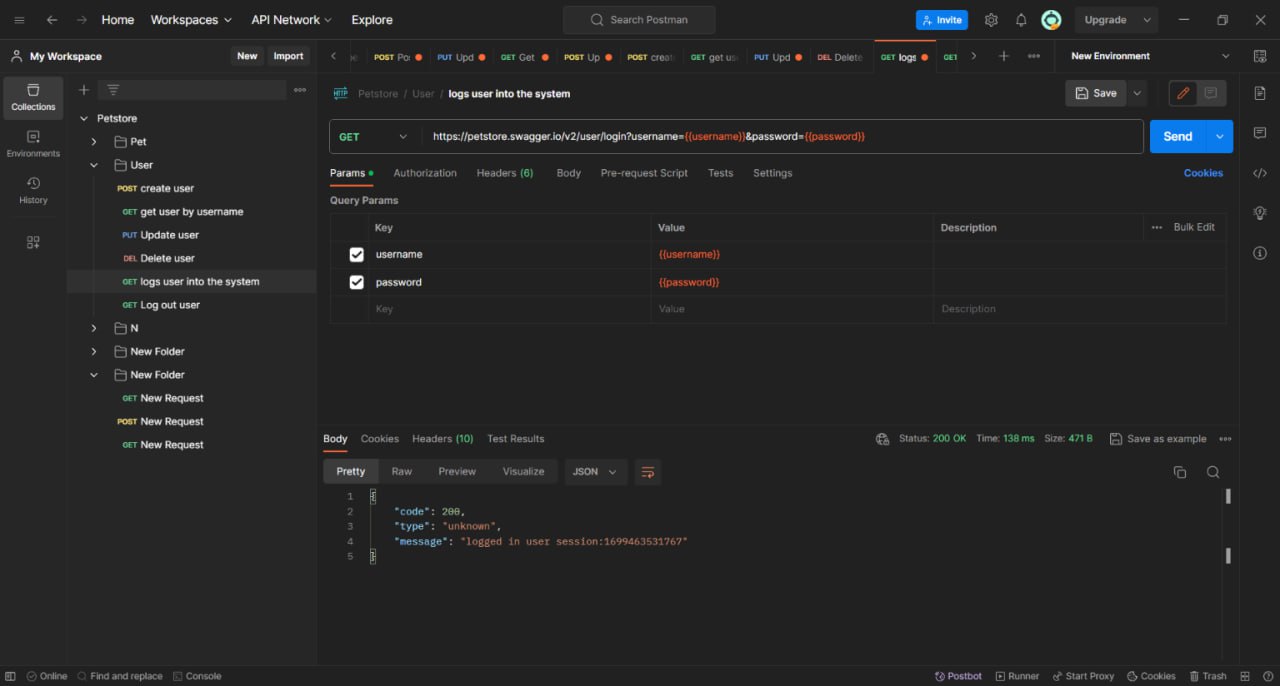 Home Workspaces API Network Explore Search Postman Invite Upgrade
My Workspace New Import POST Po PUT Upd GET Get POST Up POST creat GET get us PUT Upd DEL Delete GET logs GET New Environment
Collections
Environments
History
Petstore
Pet
User
POST create user
GET get user by username
PUT Update user
DEL Delete user
GET logs user into the system
GET Log out user
N
New Folder
New Folder
GET New Request
POST New Request
GET New Request
HTTP Petstore / User / logs user into the system Save
GET https://petstore.swagger.io/v2/user/login?username={{username}}&password={{password}} Send
Params Authorization Headers (6) Body Pre-request Script Tests Settings Cookies
Query Params
Key Value Description Bulk Edit
username {{username}}
password {{password}}
Key Value Description
Body Cookies Headers (10) Test Results Status: 200 OK Time: 138 ms Size: 471 B Save as example
Pretty Raw Preview Visualize JSON
1 {
2 "code": 200,
3 "type": "unknown",
4 "message": "logged in user session:1699463531767"
5 }
Online Find and replace Console Postbot Runner Start Proxy Cookies Trash